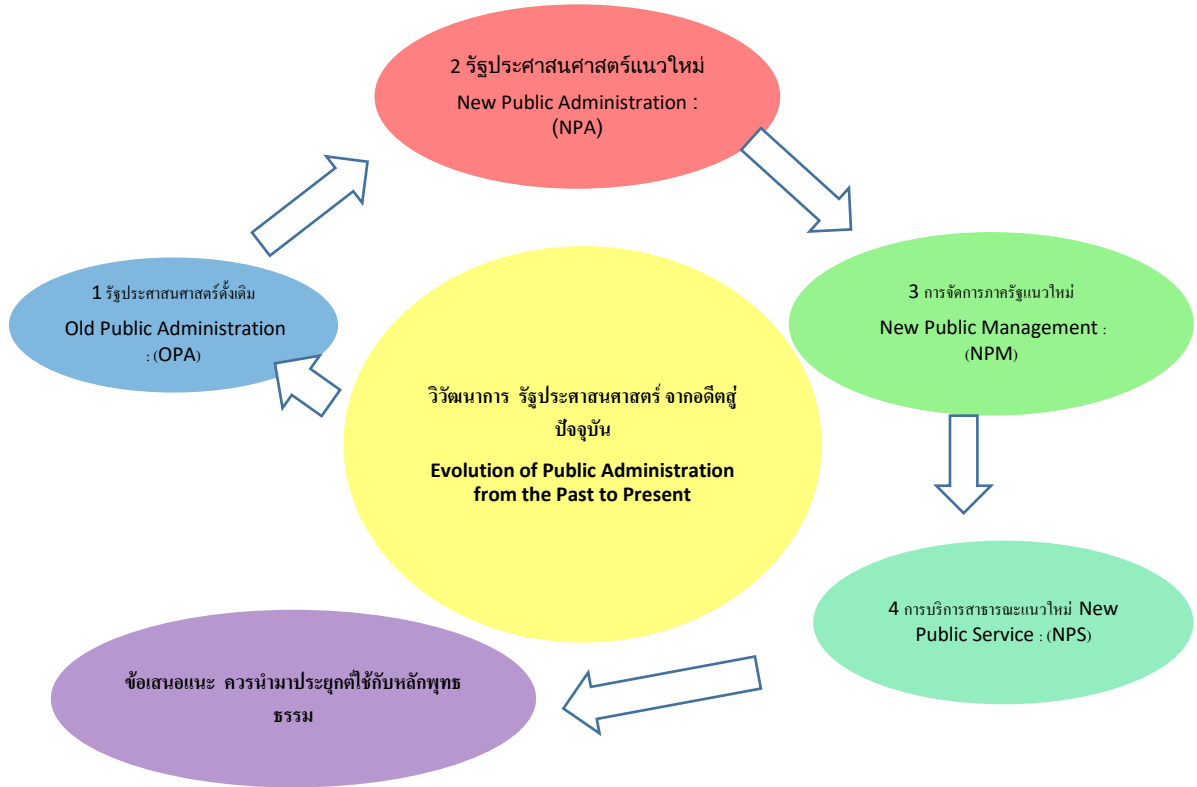 2 รัฐประศาสนศาสตร์แนวใหม่
New Public Administration :
(NPA)
1 รัฐประศาสนศาสตร์ดั้งเดิม
Old Public Administration
: (OPA)
3 การจัดการภาครัฐแนวใหม่
New Public Management :
(NPM)
วิวัฒนาการ รัฐประศาสนศาสตร์ จากอดีตสู่
ปัจจุบัน
Evolution of Public Administration
from the Past to Present
4 การบริการสาธารณะแนวใหม่ New
Public Service : (NPS)
ข้อเสนอแนะ ควรนำมาประยุกต์ใช้กับหลักพุทธ
ธรรม